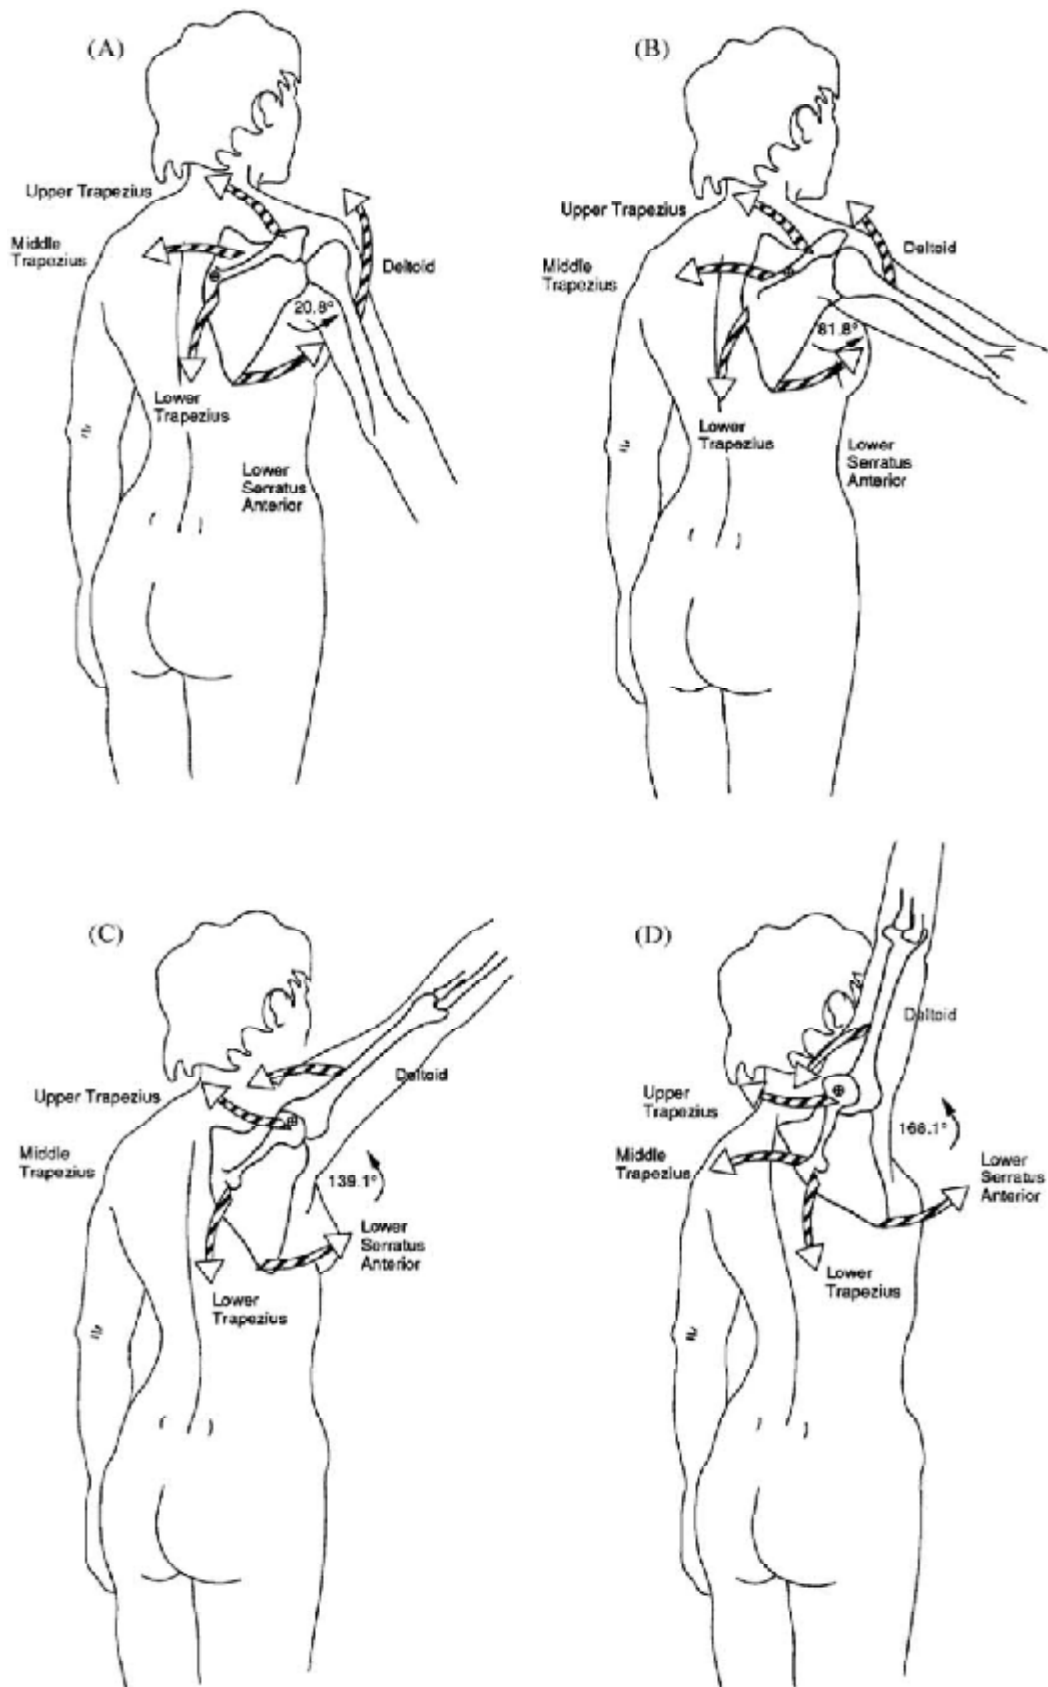 (A)
Upper Trapezius
Middle
Trapezius
Deltoid
20.8°
Lower
Trapezius
Lower
Serratus
Anterior
(B)
Upper Trapezius
Middle
Trapezius
Deltoid
81.8°
Lower
Trapezius
Lower
Serratus
Anterior
(C)
Deltoid
Upper Trapezius
Middle
Trapezius
139.1°
Lower
Serratus
Anterior
Lower
Trapezius
(D)
Deltoid
Upper
Trapezius
166.1°
Middle
Trapezius
Lower
Serratus
Anterior
Lower
Trapezius